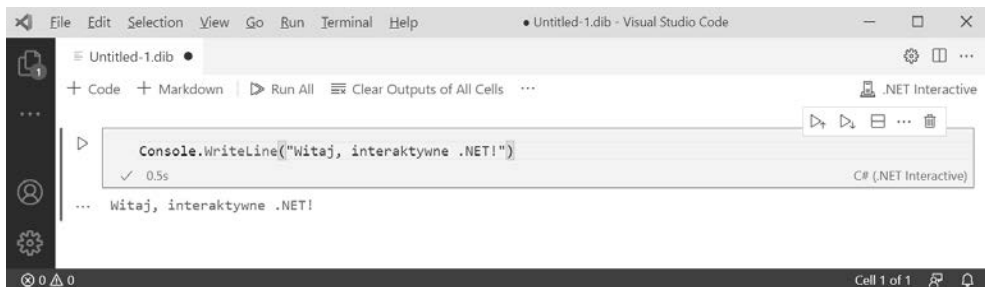 File Edit Selection View Go Run Terminal Help ● Untitled-1.dib - Visual Studio Code
Untitled-1.dib ●
1
+ Code + Markdown Run All Clear Outputs of All Cells ... .NET Interactive
Console.WriteLine("Witaj, interaktywne .NET!")
✓ 0.5s C# (.NET Interactive)
... Witaj, interaktywne .NET!
0 0 Cell 1 of 1